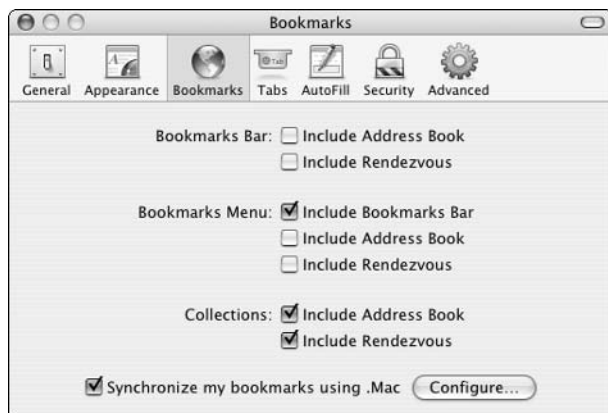 Bookmarks
General Appearance Bookmarks Tabs AutoFill Security Advanced
Bookmarks Bar: Include Address Book
Include Rendezvous
Bookmarks Menu: Include Bookmarks Bar
Include Address Book
Include Rendezvous
Collections: Include Address Book
Include Rendezvous
Synchronize my bookmarks using .Mac Configure...